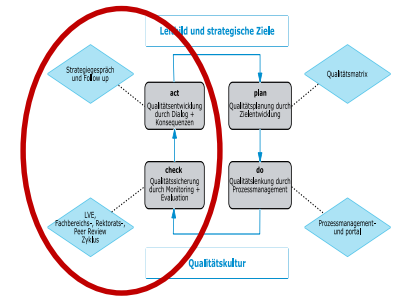 Leitbild und strategische Ziele
Strategiegespräch
und Follow up
act
Qualitätsentwicklung
durch Dialog +
Konsequenzen
plan
Qualitätsplanung durch
Zielentwicklung
Qualitätsmatrix
check
Qualitätssicherung
durch Monitoring +
Evaluation
do
Qualitätslenkung durch
Prozessmanagement
LVE,
Fachbereichs-, Rektorats-,
Peer Review
Zyklus
Prozessmanagement-
und portal
Qualitätskultur